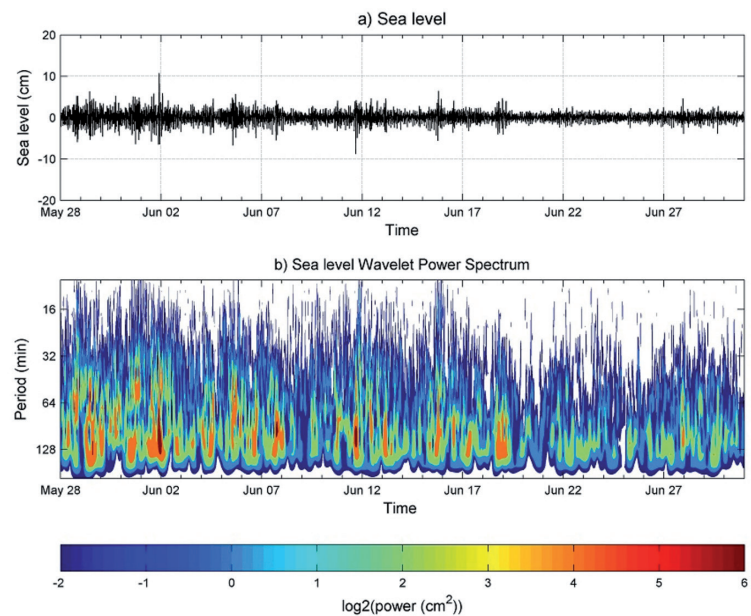 a) Sea level
20
10
0
-10
-20
Sea level (cm)
May 28 Jun 02 Jun 07 Jun 12 Jun 17 Jun 22 Jun 27
Time
b) Sea level Wavelet Power Spectrum
16
32
64
128
Period (min)
May 28 Jun 02 Jun 07 Jun 12 Jun 17 Jun 22 Jun 27
Time
-2 -1 0 1 2 3 4 5 6
log2(power (cm²))